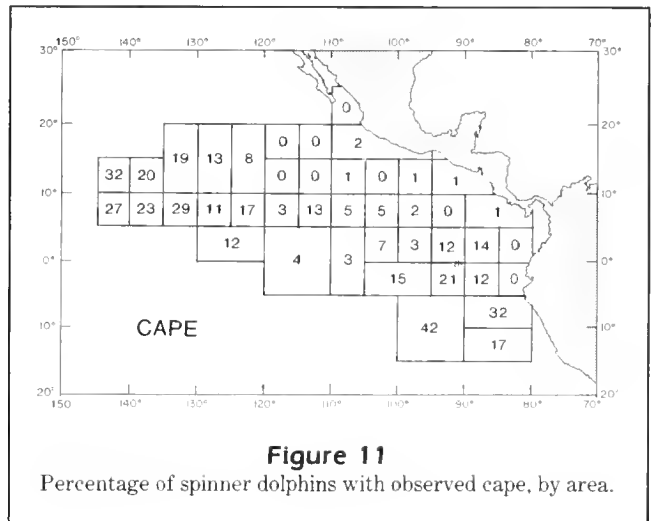 150° 140° 130° 120° 110° 100° 90° 80° 70°
30° 30°
0
20° 20°
19 13 8 0 0 2
32 20 0 0 1 0 1 1
10° 10°
27 23 29 11 17 3 13 5 5 2 0 1
12 4 3 7 3 12 14 0
0° 0°
15 21 12 0
32
10° CAPE 42 10°
17
20° 20°
150 140° 130° 120° 110° 100° 90° 80° 70°
Figure 11
Percentage of spinner dolphins with observed cape, by area.